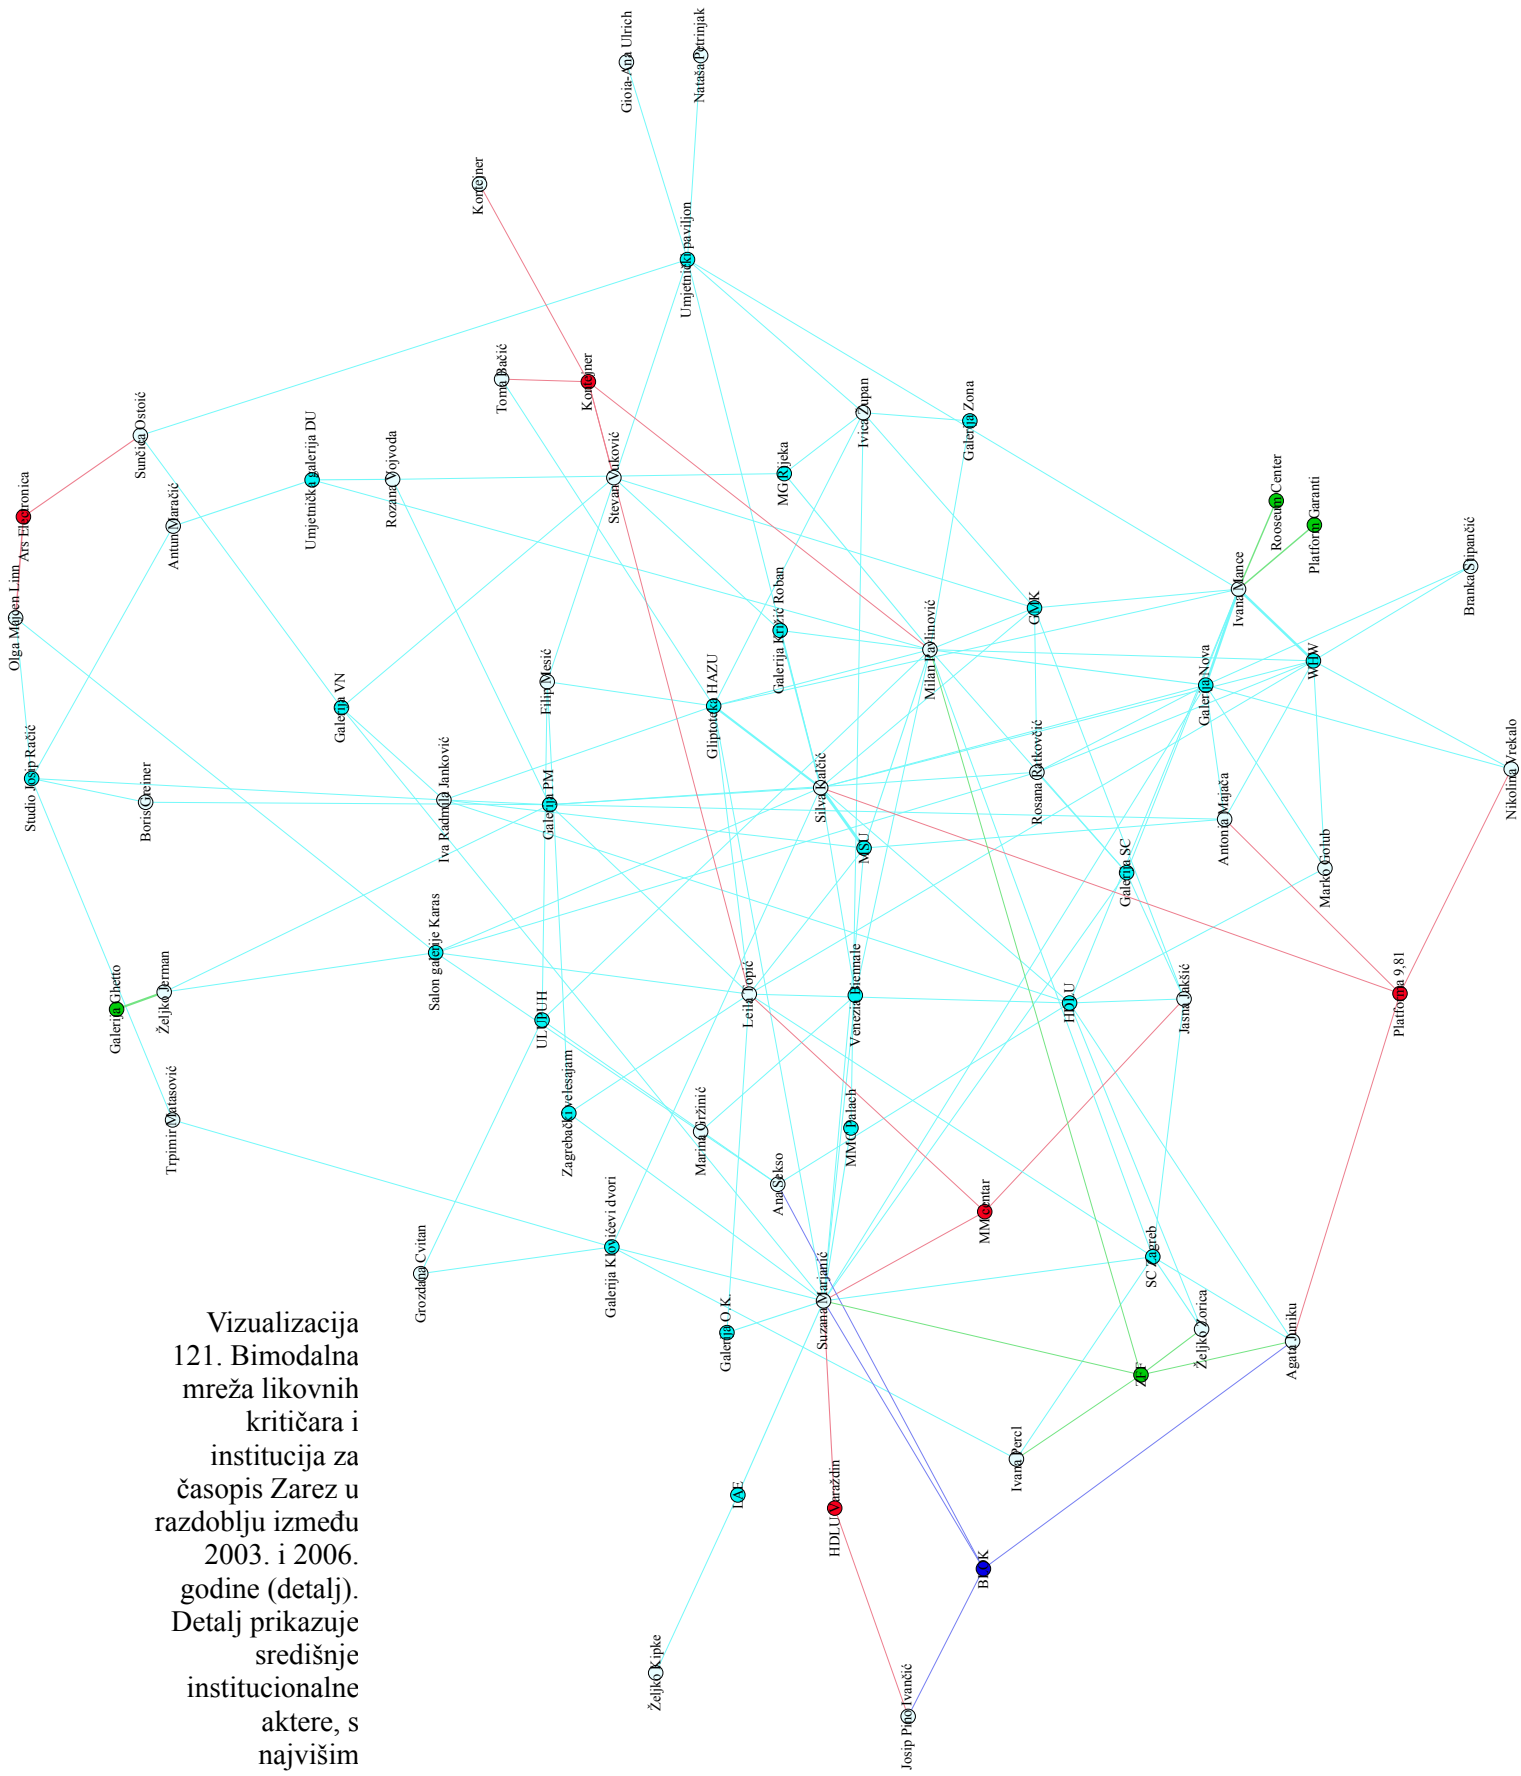 Gioia-Ana Ulrich
Nataša Petrinjak
Kontejner
Umjetnički paviljon
Toma Bačić
Kontejner
Sunčica Ostoić
Ars Electronica
Olga Majcen Linn
Antun Maračić
Umjetnička galerija DU
Rozana Vojvoda
Stevan Vuković
MG Rijeka
Ivica Župan
Galerija Zona
Rooseum Center
Platform Garanti
Branka Stipančić
Ivana Mance
GMK
Galerija Križić Roban
Milan Pavlinović
Galerija Nova
WHW
Filip Mesić
Galerija VN
Gliptoteka HAZU
Studio Josip Račić
Boris Greiner
Iva Radmila Janković
Galerija PM
Silva Kalčić
Rosana Ratkovčić
Nikolina Vrekalo
MSU
Antonia Majača
Galerija SC
Marko Golub
Galerija Ghetto
Željko Jerman
Salon galerije Karas
ULUPUH
Leila Topić
Venezia Biennale
HDLU
Jasna Jakšić
Platforma 9,81
Trpimir Matasović
Zagrebački velesajam
Marina Gržinić
MMC Palach
Ana Sekso
MM centar
Grozdana Cvitan
Galerija Klovićevi dvori
Galerija O.K.
Suzana Marjanić
SC Zagreb
Željko Zorica
Agata Juniku
ZFF
Ivana Percl
LAE
HDLU Varaždin
BLOK
Željko Kipke
Josip Pino Ivančić
Vizualizacija
121. Bimodalna
mreža likovnih
kritičara i
institucija za
časopis Zarez u
razdoblju između
2003. i 2006.
godine (detalj).
Detalj prikazuje
središnje
institucionalne
aktere, s
najvišim